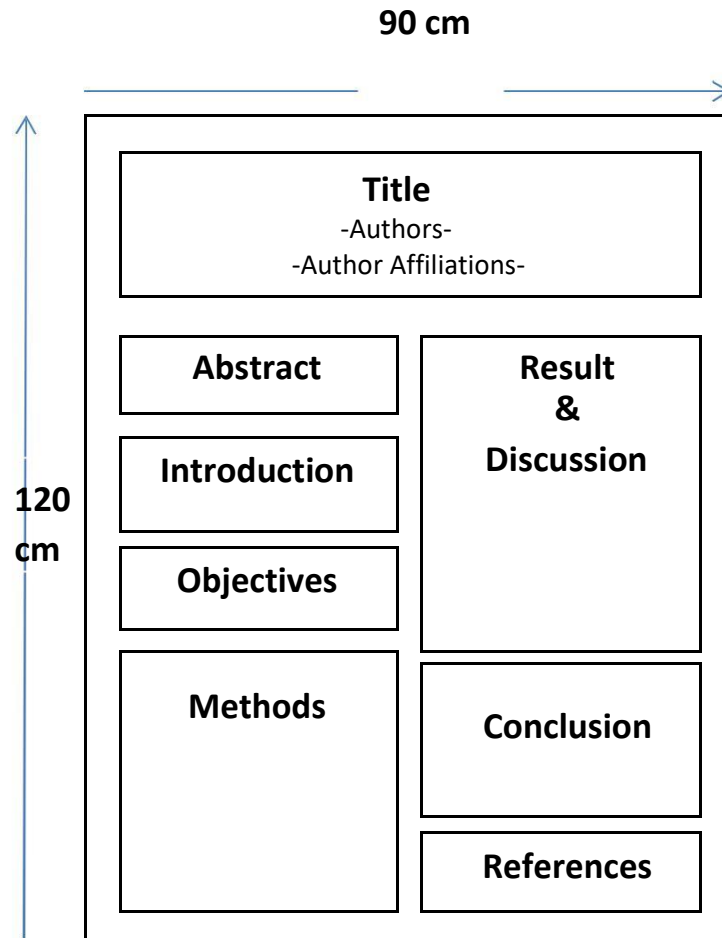 90 cm
Title
-Authors-
-Author Affiliations-
Abstract
Introduction
Objectives
Methods
Result
&
Discussion
Conclusion
References
120
cm